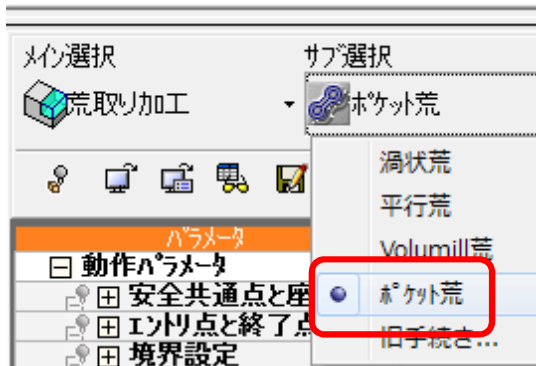 メイン選択
サブ選択
荒取り加工
ポケット荒
渦状荒
平行荒
Volumill荒
ポケット荒
旧手続き...
パラメータ
動作パラメータ
安全共通点と座
エントリ点と終了点
境界設定